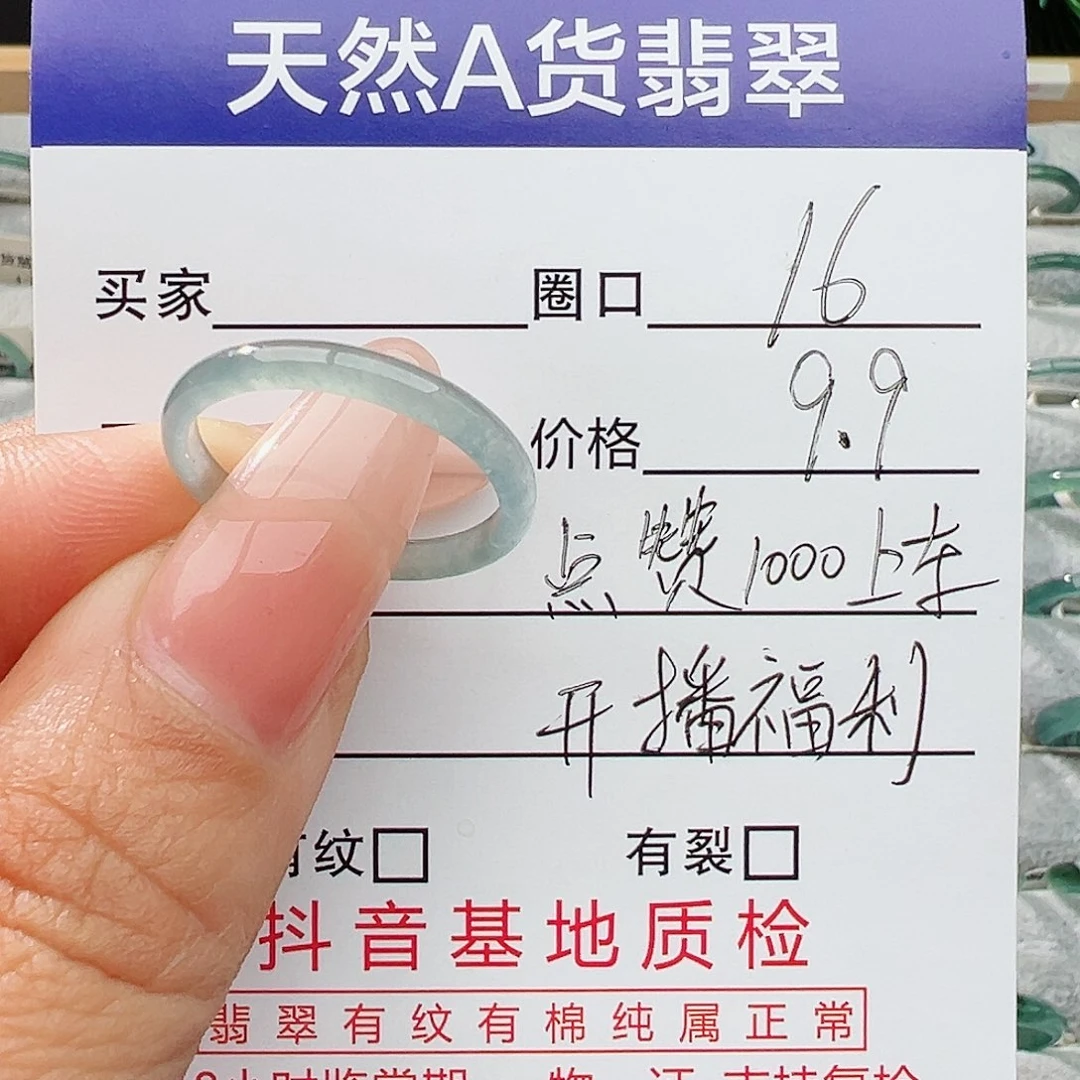 天然A货翡翠
买家 圈口 16
价格 9.9
点赞1000上车
开播福利
有纹□ 有裂□
抖音基地质检
翡翠有纹有棉纯属正常